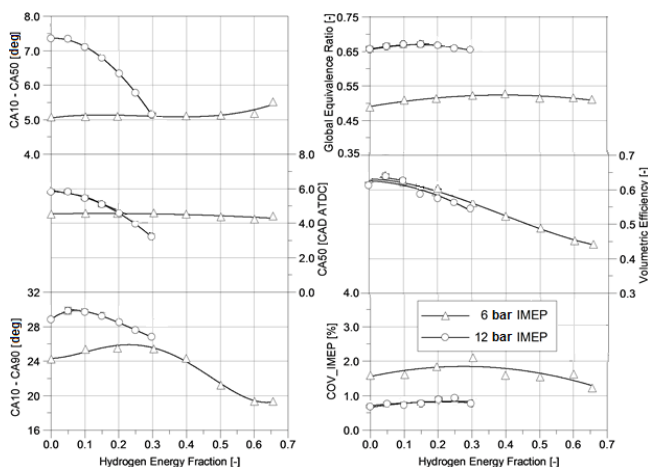 8.0
7.0
6.0
5.0
4.0
CA10 - CA50 [deg]
8.0
6.0
4.0
2.0
0.0
CA50 [CAD ATDC]
32
28
24
20
16
CA10 - CA90 [deg]
0.0 0.1 0.2 0.3 0.4 0.5 0.6 0.7
Hydrogen Energy Fraction [-]
0.75
0.65
0.55
0.45
0.35
Global Equivalence Ratio [-]
0.7
0.6
0.5
0.4
0.3
Volumetric Efficiency [-]
4.0
3.0
2.0
1.0
0.0
COV_IMEP [%]
6 bar IMEP
12 bar IMEP
0.0 0.1 0.2 0.3 0.4 0.5 0.6 0.7
Hydrogen Energy Fraction [-]